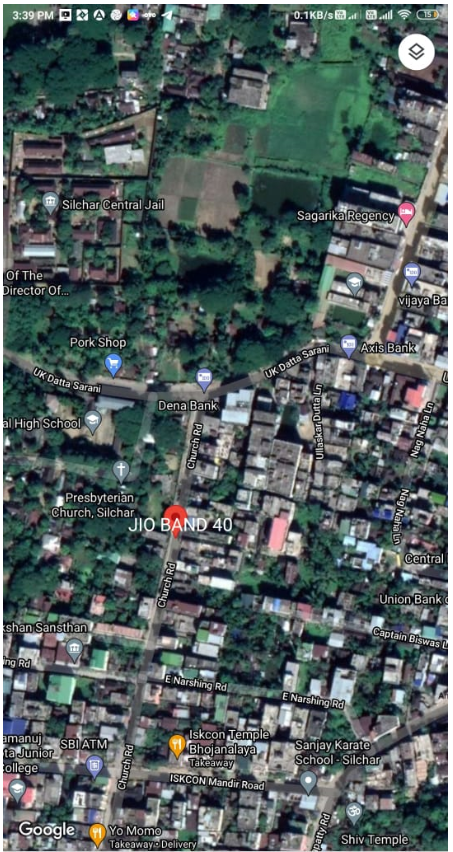 3:39 PM
0.1KB/s
15
Silchar Central Jail
Sagarika Regency
Of The
Director Of...
vijaya Ba
Pork Shop
UK Datta Sarani
Axis Bank
UK Datta Sarani
Dena Bank
Ullaskar Dutta Ln
Nag Naha Ln
al High School
Church Rd
Presbyterian
Church, Silchar
JIO BAND 40
Nag Naha Ln
Central
Church Rd
Union Bank o
kshan Sansthan
Captain Biswas L
ing Rd
E Narshing Rd
E Narshing Rd
amanuj
ta Junior
College
SBI ATM
Iskcon Temple
Bhojanalaya
Takeaway
Sanjay Karate
School - Silchar
Church Rd
ISKCON Mandir Road
patty Rd
Google
Yo Momo
Takeaway • Delivery
Shiv Temple